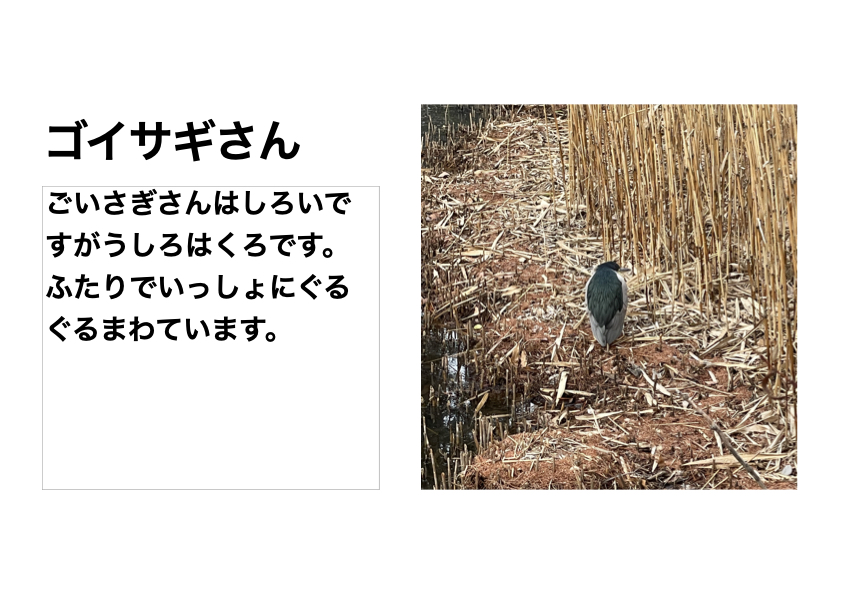 ゴイサギさん
ごいさぎさんはしろいで
すがうしろはくろです。
ふたりでいっしょにぐる
ぐるまわています。